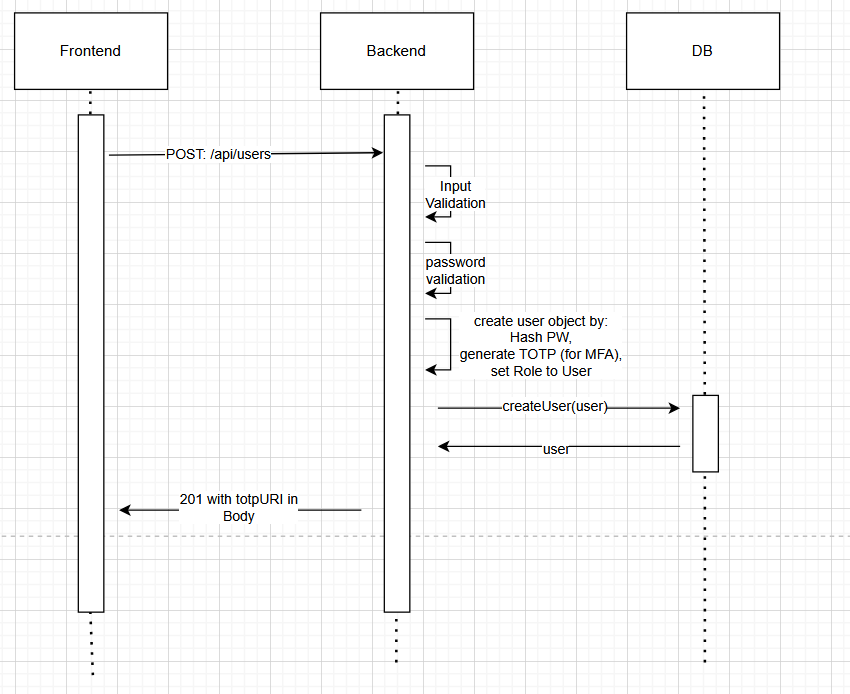 Frontend
Backend
DB
POST: /api/users
Input
Validation
password
validation
create user object by:
Hash PW,
generate TOTP (for MFA),
set Role to User
createUser(user)
user
201 with totpURI in
Body